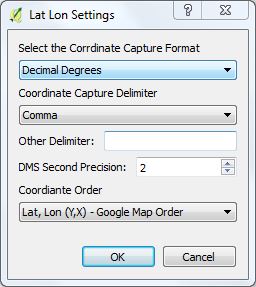 Lat Lon Settings
Select the Corrdinate Capture Format
Decimal Degrees
Coordinate Capture Delimiter
Comma
Other Delimiter:
DMS Second Precision: 2
Coordiante Order
Lat, Lon (Y,X) - Google Map Order
OK Cancel